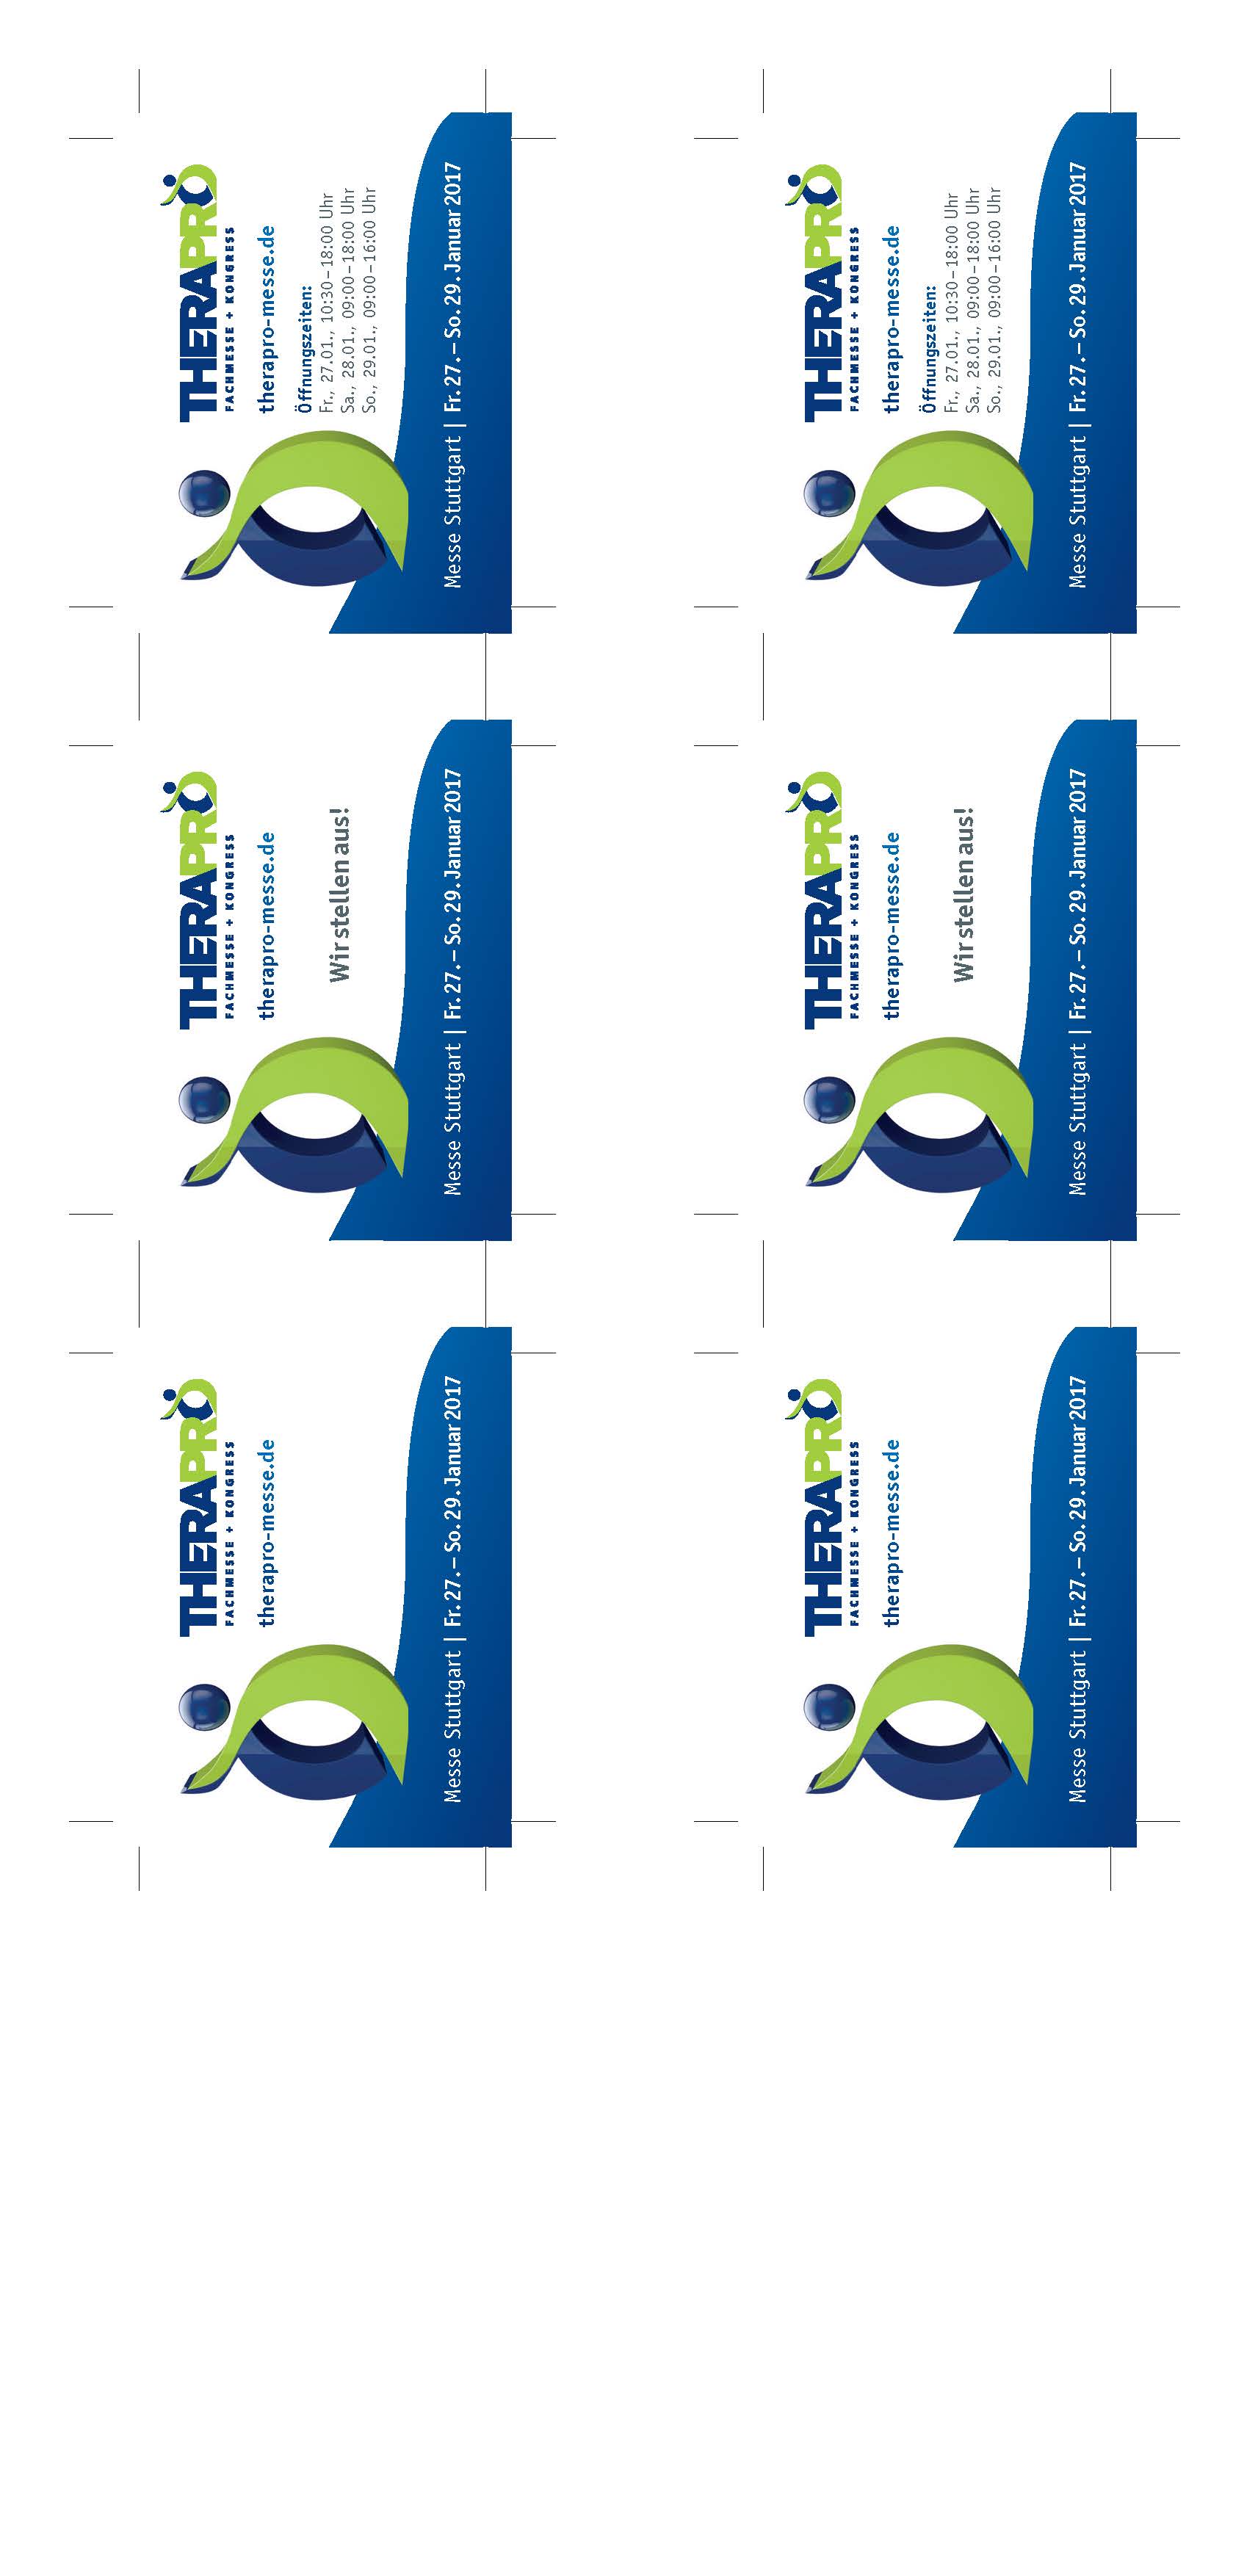 THERAPRO
FACHMESSE + KONGRESS
therapro-messe.de
Öffnungszeiten:
Fr., 27.01., 10:30 – 18:00 Uhr
Sa., 28.01., 09:00 – 18:00 Uhr
So., 29.01., 09:00 – 16:00 Uhr
Messe Stuttgart | Fr. 27. – So. 29. Januar 2017
THERAPRO
FACHMESSE + KONGRESS
therapro-messe.de
Öffnungszeiten:
Fr., 27.01., 10:30 – 18:00 Uhr
Sa., 28.01., 09:00 – 18:00 Uhr
So., 29.01., 09:00 – 16:00 Uhr
Messe Stuttgart | Fr. 27. – So. 29. Januar 2017
THERAPRO
FACHMESSE + KONGRESS
therapro-messe.de
Wir stellen aus!
Messe Stuttgart | Fr. 27. – So. 29. Januar 2017
THERAPRO
FACHMESSE + KONGRESS
therapro-messe.de
Wir stellen aus!
Messe Stuttgart | Fr. 27. – So. 29. Januar 2017
THERAPRO
FACHMESSE + KONGRESS
therapro-messe.de
Messe Stuttgart | Fr. 27. – So. 29. Januar 2017
THERAPRO
FACHMESSE + KONGRESS
therapro-messe.de
Messe Stuttgart | Fr. 27. – So. 29. Januar 2017